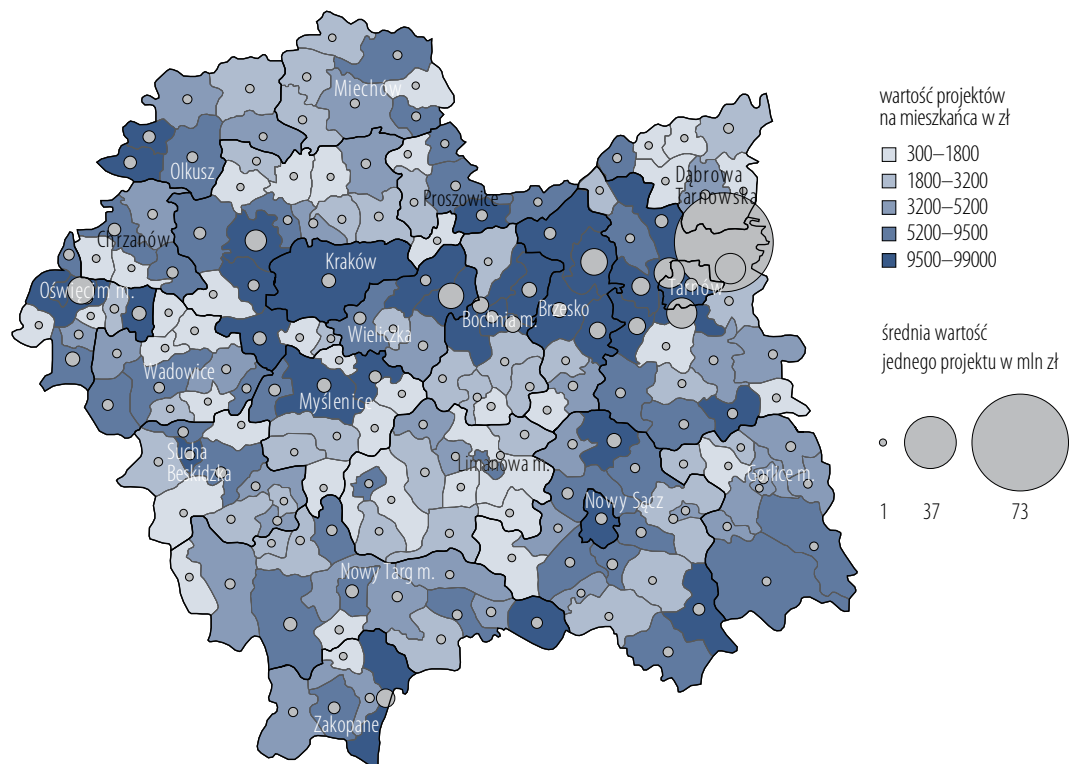 Miechów
Olkusz
Dąbrowa
Tarnowska
Proszowice
Chrzanów
Kraków
Oświęcim m.
Tarnów
Bochnia m.
Brzesko
Wieliczka
Wadowice
Myślenice
Sucha
Beskidzka
Limanowa m.
Gorlice m.
Nowy Sącz
Nowy Targ m.
Zakopane
wartość projektów
na mieszkańca w zł
300–1800
1800–3200
3200–5200
5200–9500
9500–99000
średnia wartość
jednego projektu w mln zł
1 37 73